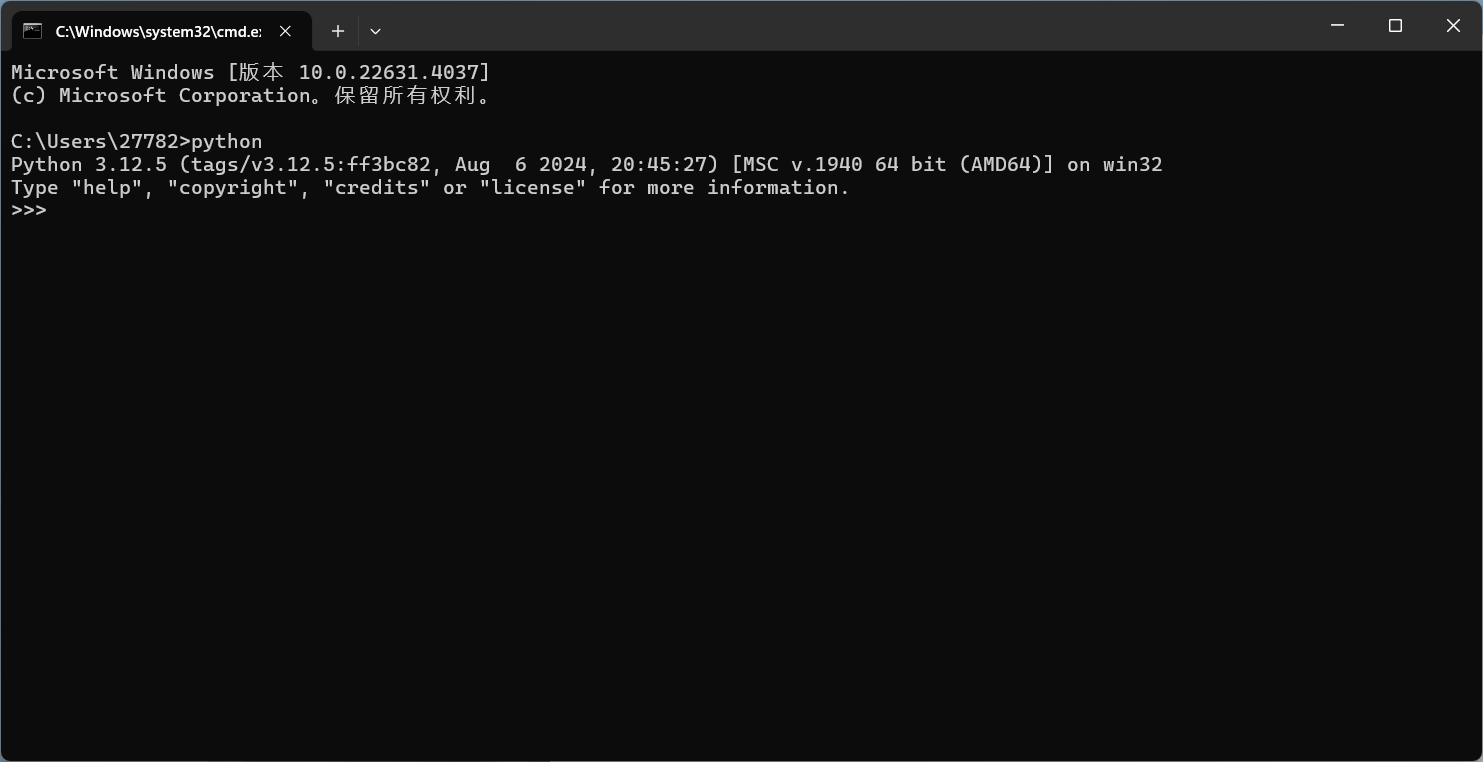 C:\Windows\system32\cmd.e
Microsoft Windows [版本 10.0.22631.4037]
(c) Microsoft Corporation。保留所有权利。
C:\Users\27782>python
Python 3.12.5 (tags/v3.12.5:ff3bc82, Aug  6 2024, 20:45:27) [MSC v.1940 64 bit (AMD64)] on win32
Type "help", "copyright", "credits" or "license" for more information.
>>>